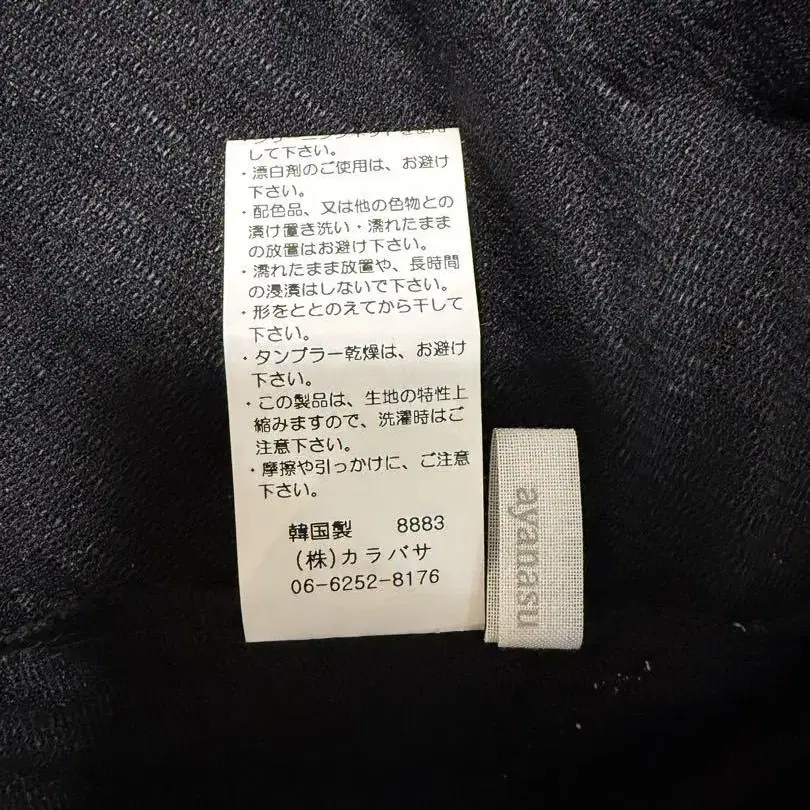 して下さい。
・漂白剤のご使用は、お避け
下さい。
・配色品、又は他の色物との
漬け置き洗い・濡れたまま
の放置はお避け下さい。
・濡れたまま放置や、長時間
の浸漬はしないで下さい。
・形をととのえてから干して
下さい。
・タンブラー乾燥は、お避け
下さい。
・この製品は、生地の特性上
縮みますので、洗濯時はご
注意下さい。
・摩擦や引っかけに、ご注意
下さい。
韓国製 8883
(株)カラバサ
06-6252-8176
ayanasu